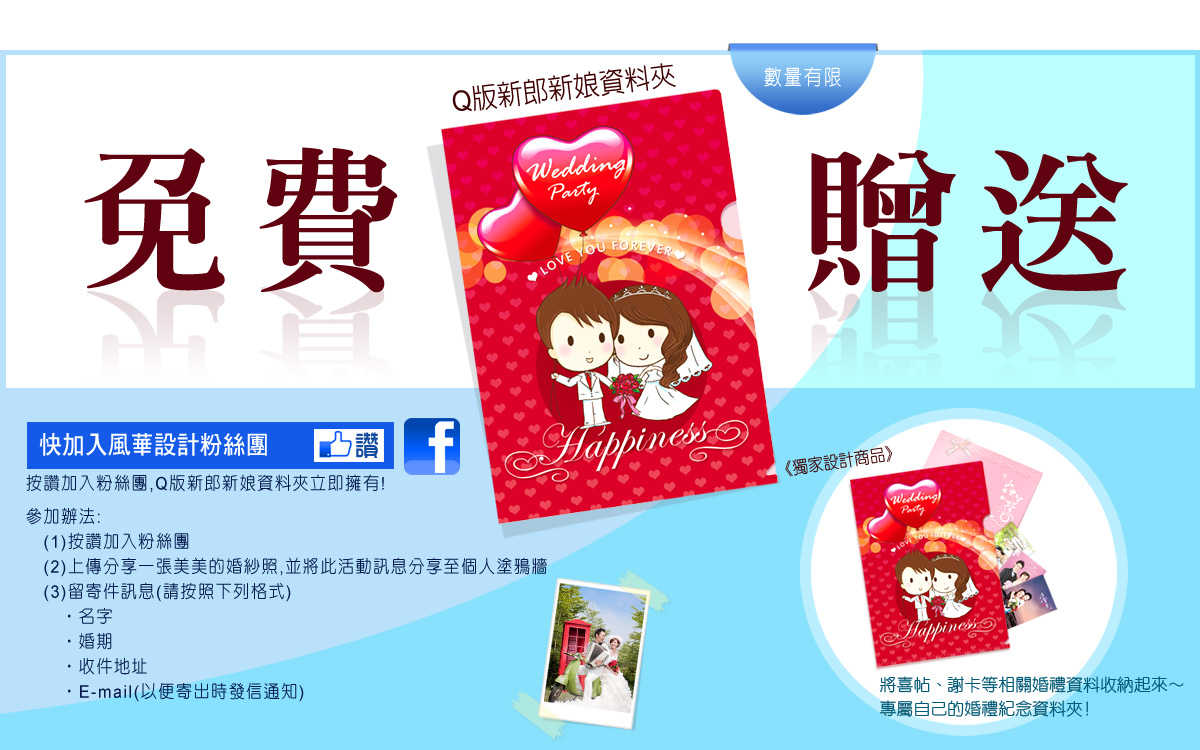 數量有限
Q版新郎新娘資料夾
免費
贈送
Wedding
Party
LOVE YOU FOREVER
Happiness
快加入風華設計粉絲團
讚
f
按讚加入粉絲團,Q版新郎新娘資料夾立即擁有!
參加辦法:
(1)按讚加入粉絲團
(2)上傳分享一張美美的婚紗照,並將此活動訊息分享至個人塗鴉牆
(3)留寄件訊息(請按照下列格式)
・名字
・婚期
・收件地址
・E-mail(以便寄出時發信通知)
《獨家設計商品》
Wedding
Party
LOVE YOU FOREVER
Happiness
將喜帖、謝卡等相關婚禮資料收納起來～
專屬自己的婚禮紀念資料夾!